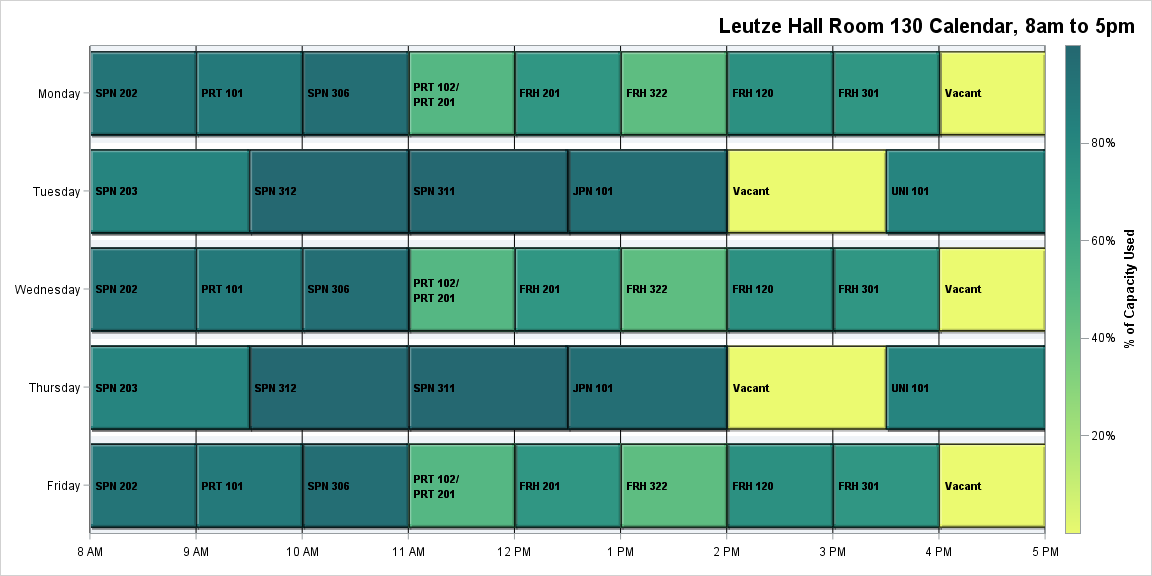 Leutze Hall Room 130 Calendar, 8am to 5pm
Monday
SPN 202
PRT 101
SPN 306
PRT 102/
PRT 201
FRH 201
FRH 322
FRH 120
FRH 301
Vacant
Tuesday
SPN 203
SPN 312
SPN 311
JPN 101
Vacant
UNI 101
Wednesday
SPN 202
PRT 101
SPN 306
PRT 102/
PRT 201
FRH 201
FRH 322
FRH 120
FRH 301
Vacant
Thursday
SPN 203
SPN 312
SPN 311
JPN 101
Vacant
UNI 101
Friday
SPN 202
PRT 101
SPN 306
PRT 102/
PRT 201
FRH 201
FRH 322
FRH 120
FRH 301
Vacant
8 AM
9 AM
10 AM
11 AM
12 PM
1 PM
2 PM
3 PM
4 PM
5 PM
80%
60%
40%
20%
% of Capacity Used